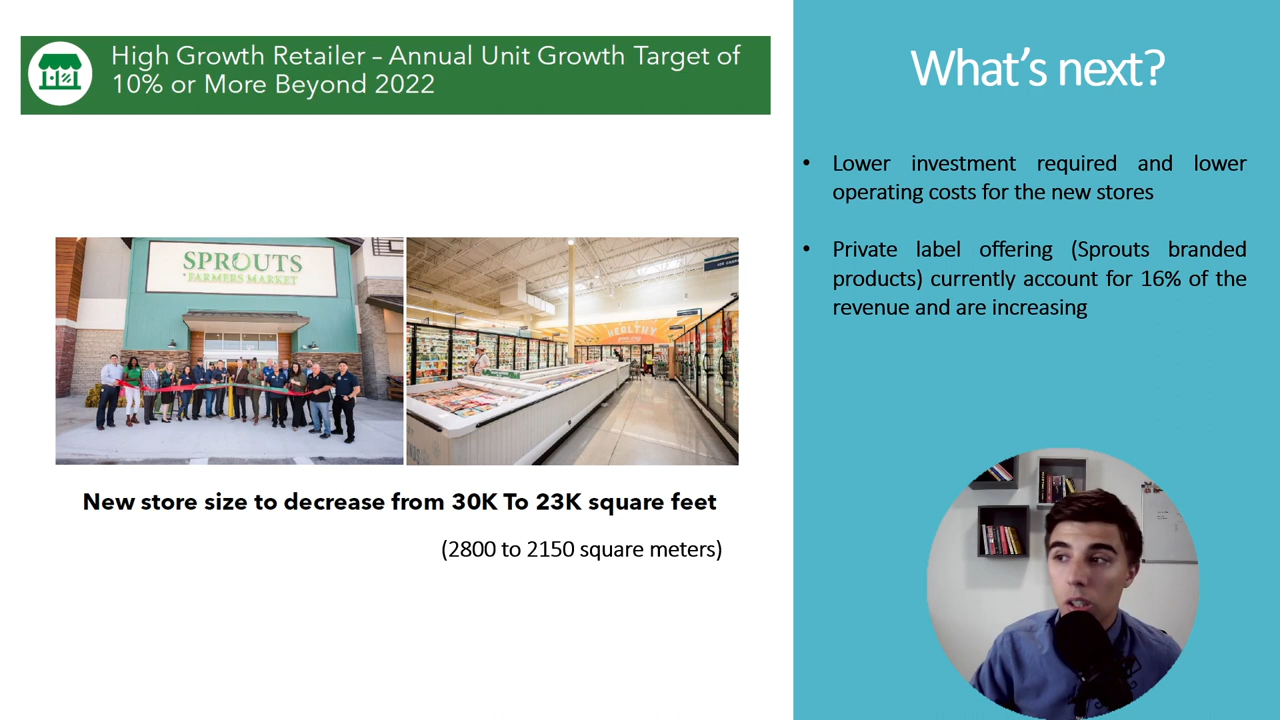 High Growth Retailer – Annual Unit Growth Target of
10% or More Beyond 2022
SPROUTS
FARMERS MARKET
HEALTHY
New store size to decrease from 30K To 23K square feet
(2800 to 2150 square meters)
What's next?
• Lower investment required and lower
operating costs for the new stores
• Private label offering (Sprouts branded
products) currently account for 16% of the
revenue and are increasing